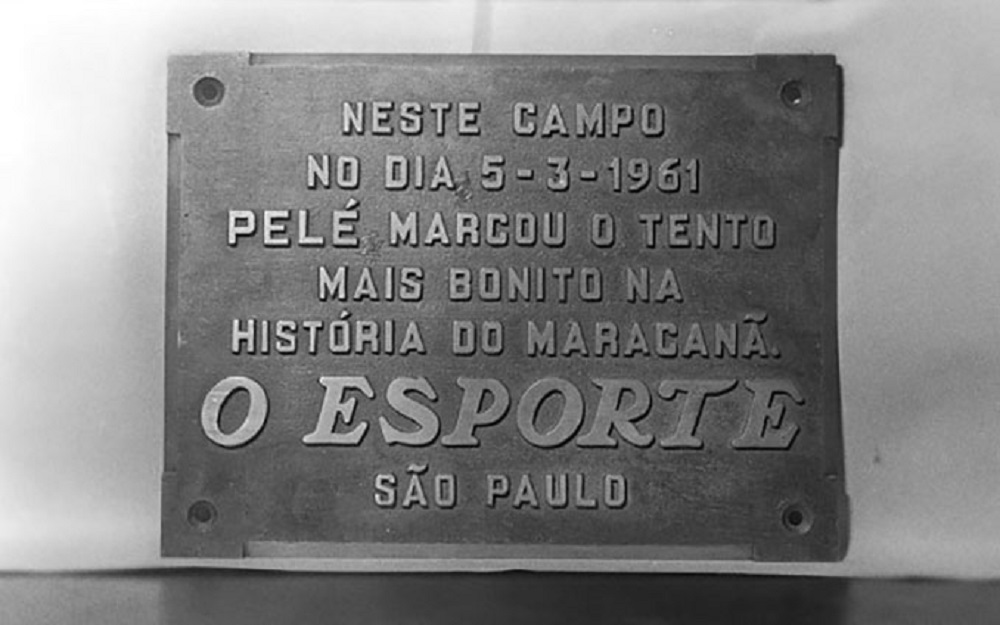 NESTE CAMPO
NO DIA 5-3-1961
PELÉ MARCOU O TENTO
MAIS BONITO NA
HISTÓRIA DO MARACANÃ.
O ESPORTE
SÃO PAULO